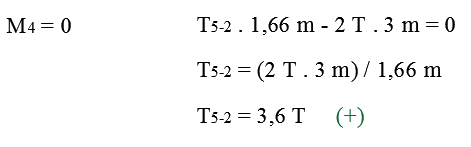 M4 = 0 T5-2 . 1,66 m - 2 T . 3 m = 0
T5-2 = (2 T . 3 m) / 1,66 m
T5-2 = 3,6 T (+)